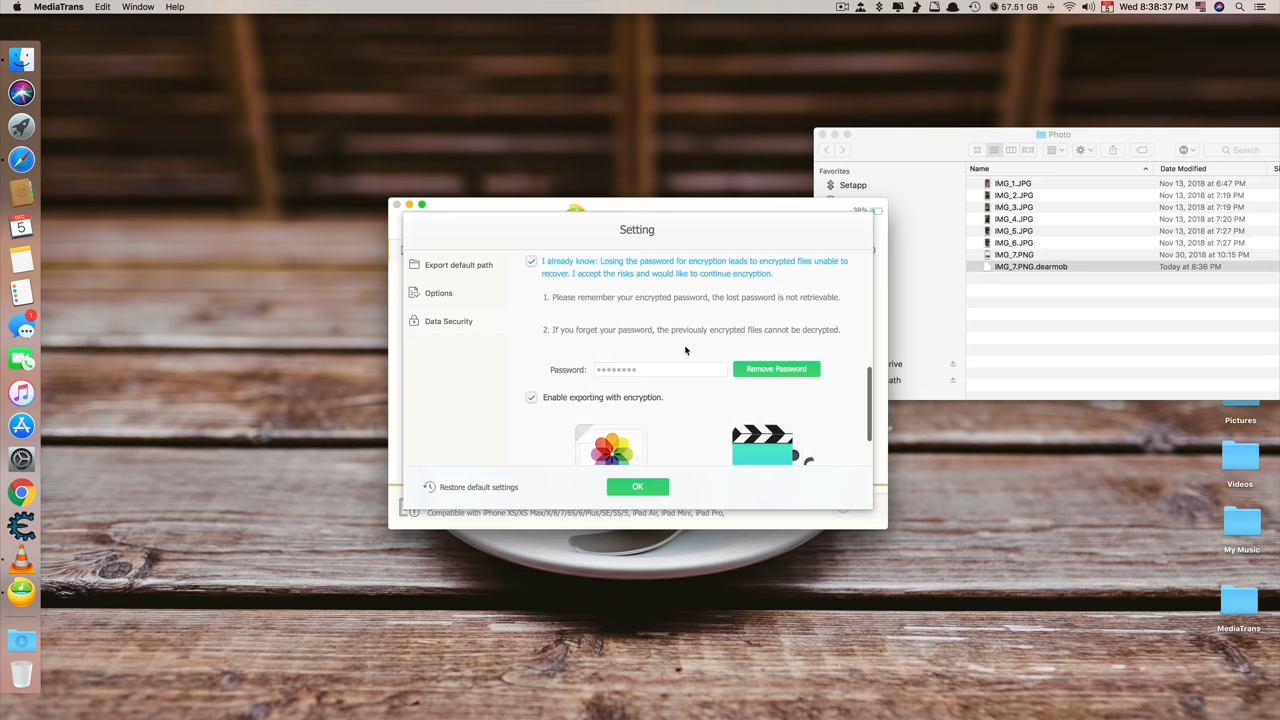 MediaTrans Edit Window Help
57.51 GB Wed 8:38:37 PM
DEC
5
1
Photo
Search
Favorites
Setapp
Name Date Modified
IMG_1.JPG Nov 13, 2018 at 6:47 PM
IMG_2.JPG Nov 13, 2018 at 7:19 PM
IMG_3.JPG Nov 13, 2018 at 7:19 PM
IMG_4.JPG Nov 13, 2018 at 7:20 PM
IMG_5.JPG Nov 13, 2018 at 7:27 PM
IMG_6.JPG Nov 13, 2018 at 7:27 PM
IMG_7.PNG Nov 30, 2018 at 10:15 PM
IMG_7.PNG.dearmob Today at 8:36 PM
rive
ath
38%
Setting
Export default path
Options
Data Security
I already know: Losing the password for encryption leads to encrypted files unable to
recover. I accept the risks and would like to continue encryption.
1. Please remember your encrypted password, the lost password is not retrievable.
2. If you forget your password, the previously encrypted files cannot be decrypted.
Password: Remove Password
Enable exporting with encryption.
Restore default settings
OK
Compatible with iPhone XS/XS Max/X/8/7/6S/6/Plus/SE/5S/5, iPad Air, iPad Mini, iPad Pro,
Pictures
Videos
My Music
MediaTrans